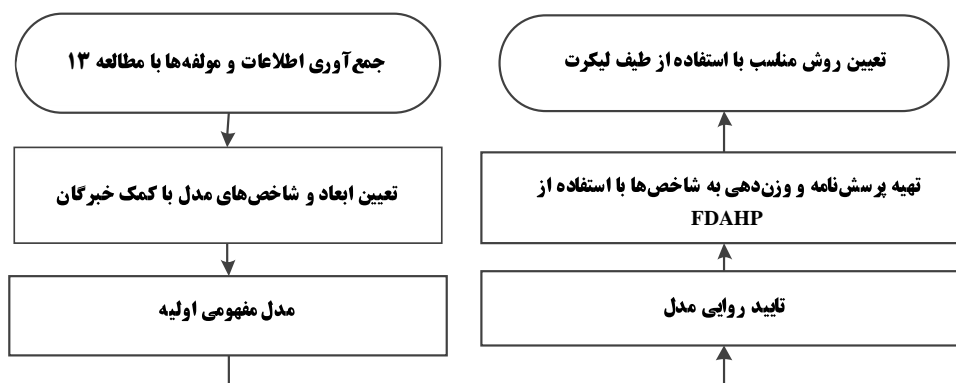 جمع‌آوری اطلاعات و مولفه‌ها با مطالعه ۱۳
تعیین ابعاد و شاخص‌های مدل با کمک خبرگان
مدل مفهومی اولیه
تعیین روش مناسب با استفاده از طیف لیکرت
تهیه پرسش‌نامه و وزن‌دهی به شاخص‌ها با استفاده از
FDAHP
تایید روایی مدل